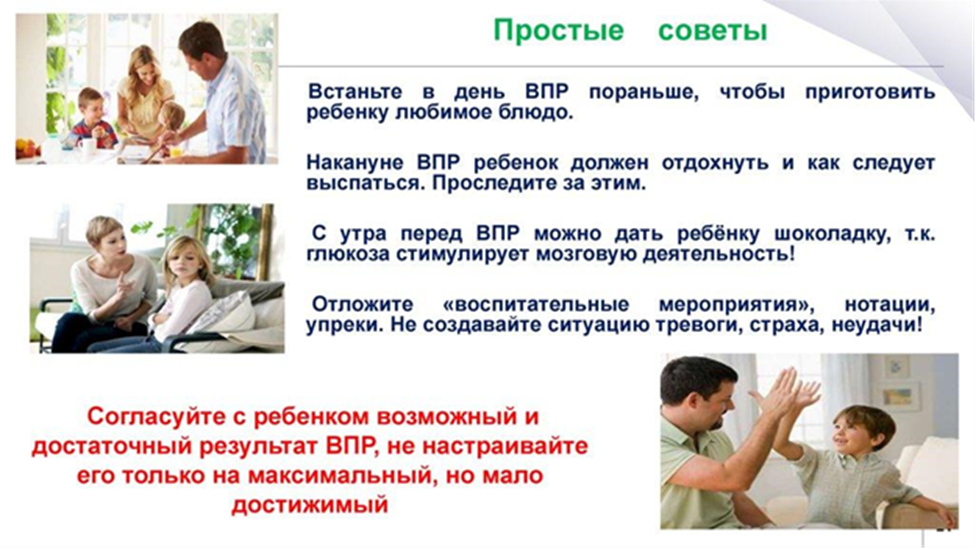 Простые советы
Встаньте в день ВПР пораньше, чтобы приготовить
ребенку любимое блюдо.
Накануне ВПР ребенок должен отдохнуть и как следует
выспаться. Проследите за этим.
С утра перед ВПР можно дать ребёнку шоколадку, т.к.
глюкоза стимулирует мозговую деятельность!
Отложите «воспитательные мероприятия», нотации,
упреки. Не создавайте ситуацию тревоги, страха, неудачи!
Согласуйте с ребенком возможный и
достаточный результат ВПР, не настраивайте
его только на максимальный, но мало
достижимый